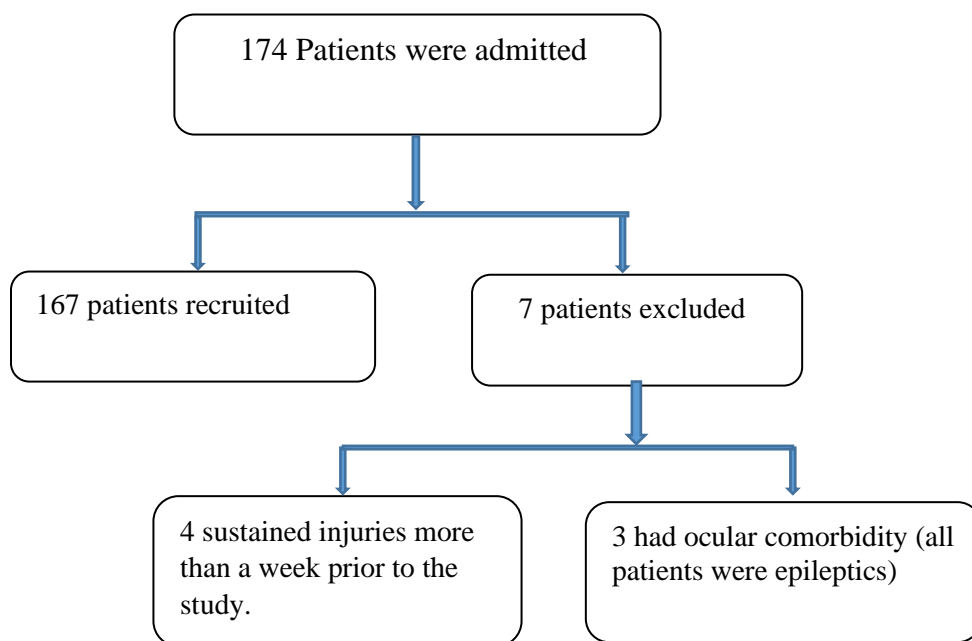 174 Patients were admitted
167 patients recruited
7 patients excluded
4 sustained injuries more
than a week prior to the
study.
3 had ocular comorbidity (all
patients were epileptics)